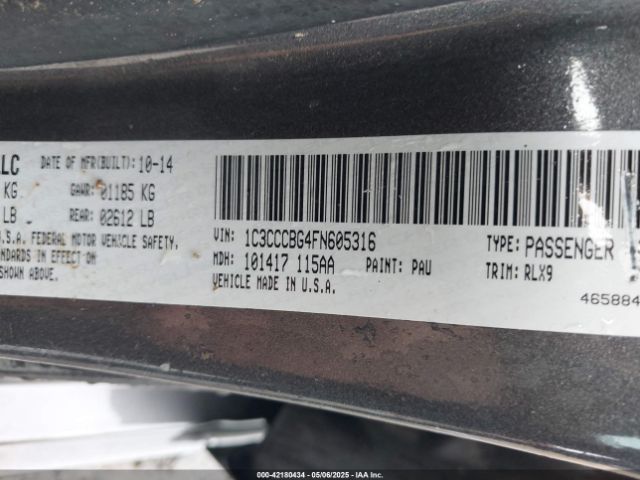 LLC DATE OF MFR(BUILT): 10-14
KG GAWR: 01185 KG
LB REAR: 02612 LB
U.S.A. FEDERAL MOTOR VEHICLE SAFETY,
STANDARDS IN EFFECT ON
SHOWN ABOVE.
VIN: 1C3CCCBG4FN605316 TYPE: PASSENGER
MDH: 101417 115AA PAINT: PAU TRIM: RLX9
VEHICLE MADE IN U.S.A.
465884
000-42180434 - 05/06/2025 - IAA Inc.